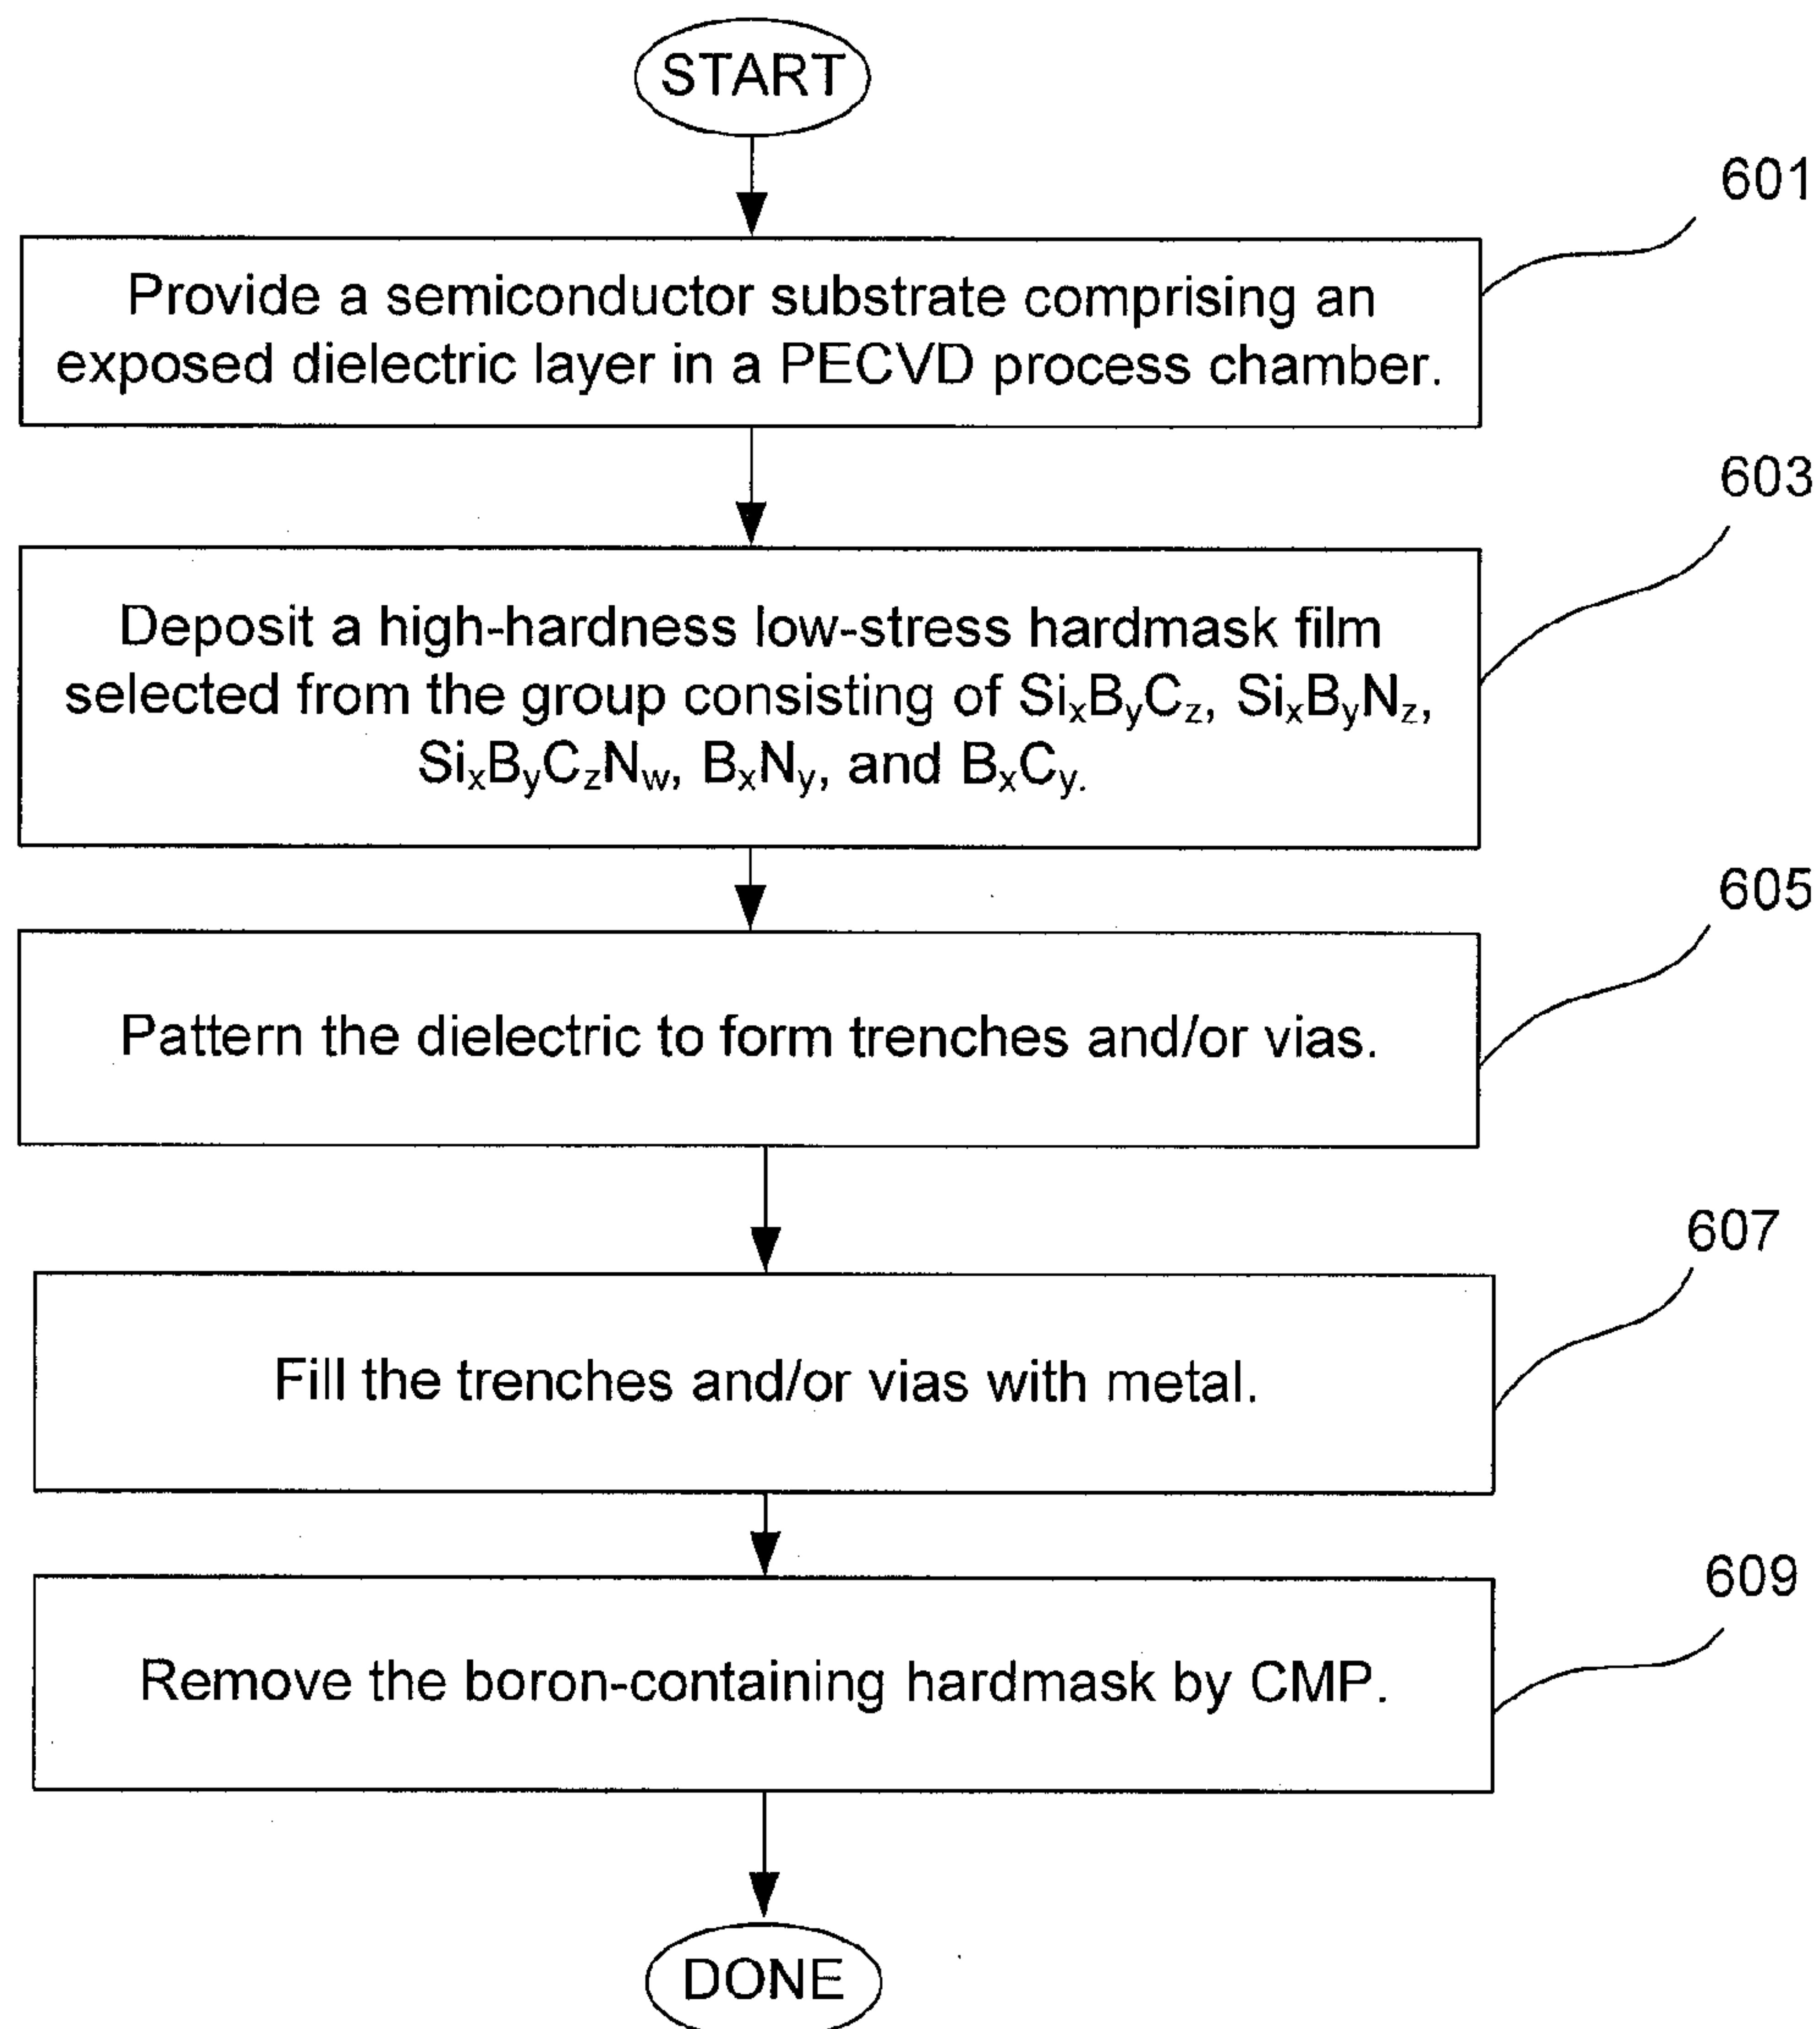 START
601
Provide a semiconductor substrate comprising an
exposed dielectric layer in a PECVD process chamber.
603
Deposit a high-hardness low-stress hardmask film
selected from the group consisting of SixByCz, SixByNz,
SixByCzNw, BxNy, and BxCy.
605
Pattern the dielectric to form trenches and/or vias.
607
Fill the trenches and/or vias with metal.
609
Remove the boron-containing hardmask by CMP.
DONE